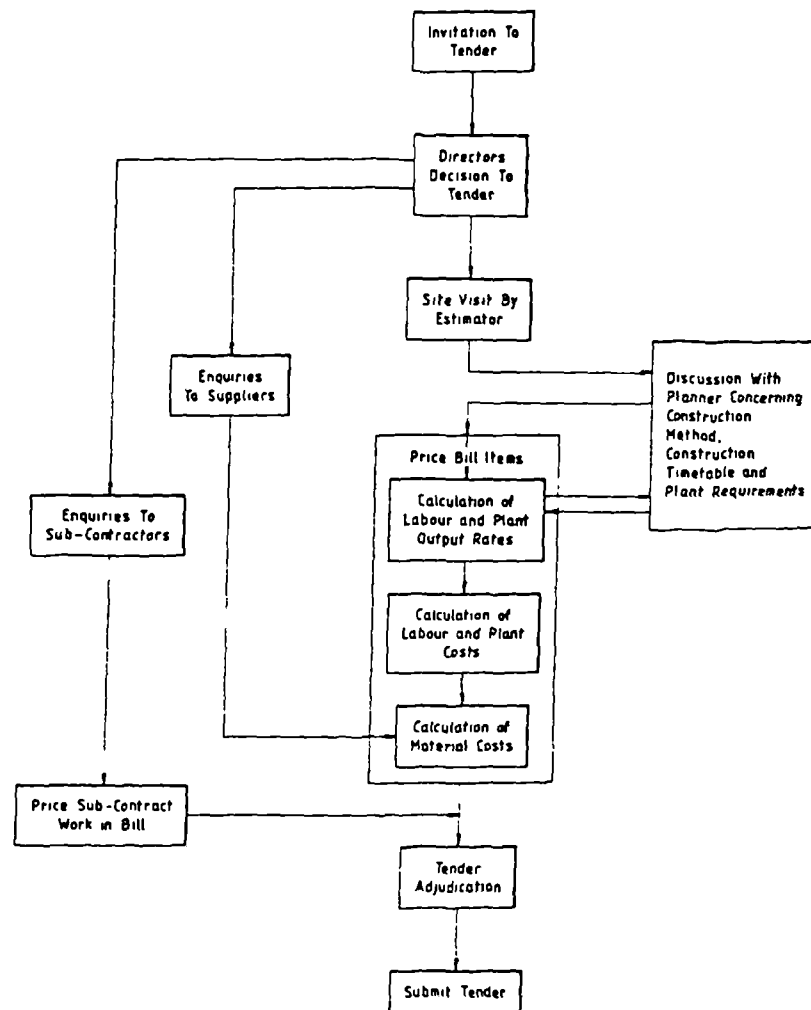 Invitation To
Tender
Directors
Decision To
Tender
Site Visit By
Estimator
Enquiries
To Suppliers
Discussion With
Planner Concerning
Construction
Method,
Construction
Timetable and
Plant Requirements
Price Bill Items
Calculation of
Labour and Plant
Output Rates
Enquiries To
Sub-Contractors
Calculation of
Labour and Plant
Costs
Calculation of
Material Costs
Price Sub-Contract
Work in Bill
Tender
Adjudication
Submit Tender